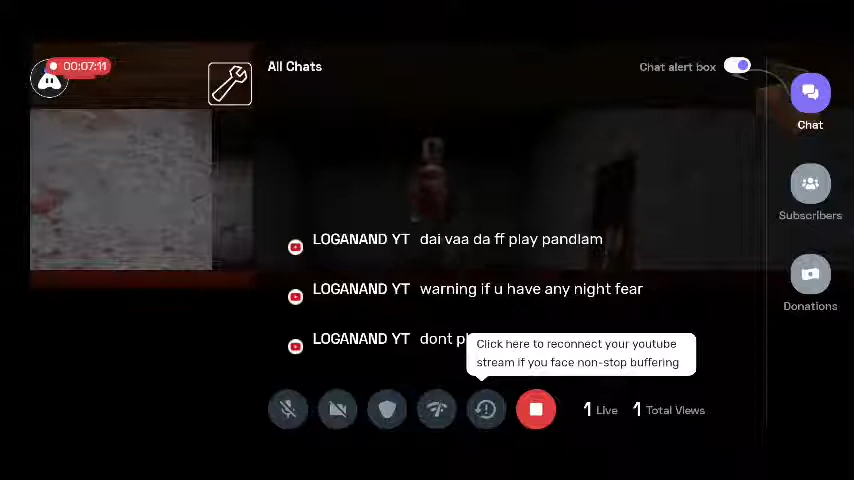 00:07:11
All Chats
Chat alert box
Chat
LOGANAND YT dai vaa da ff play pandlam
Subscribers
LOGANAND YT warning if u have any night fear
Donations
LOGANAND YT dont
Click here to reconnect your youtube
stream if you face non-stop buffering
1 Live 1 Total Views